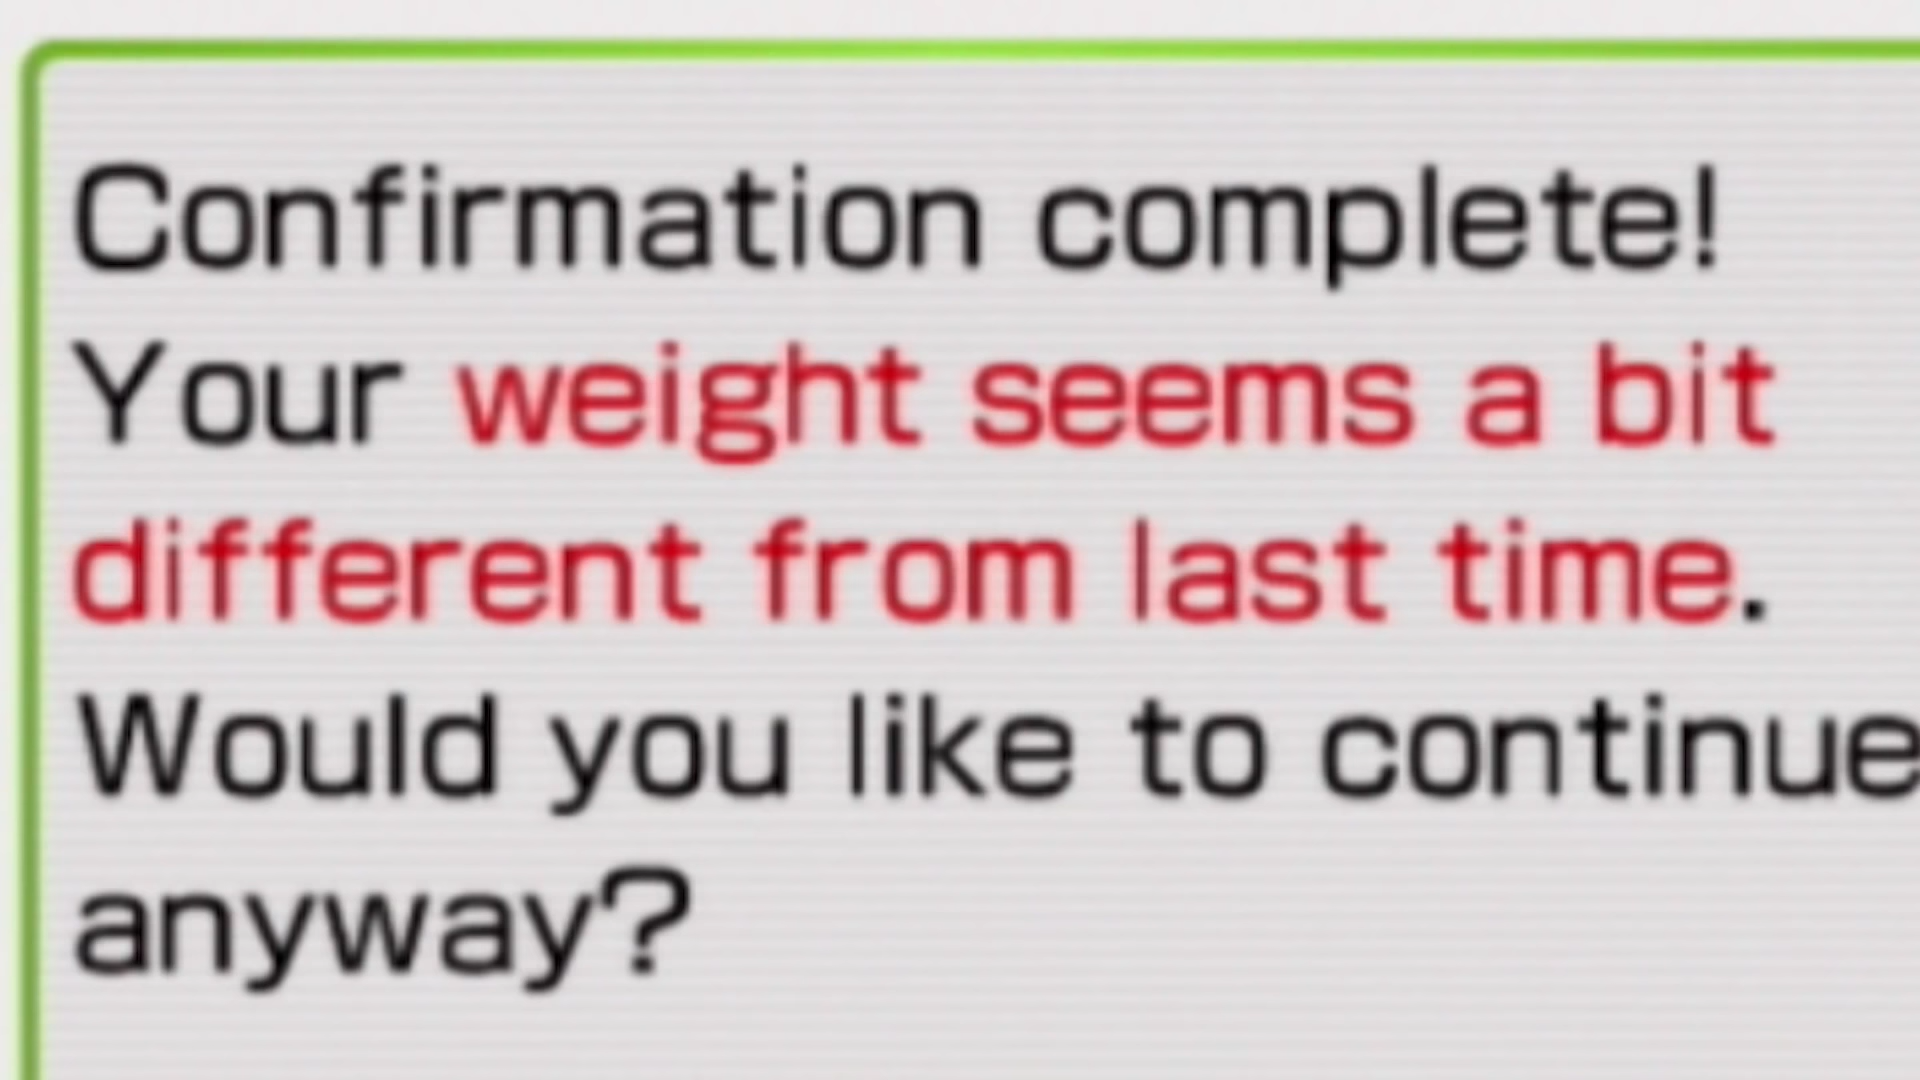 Confirmation complete!
Your weight seems a bit
different from last time.
Would you like to continue
anyway?